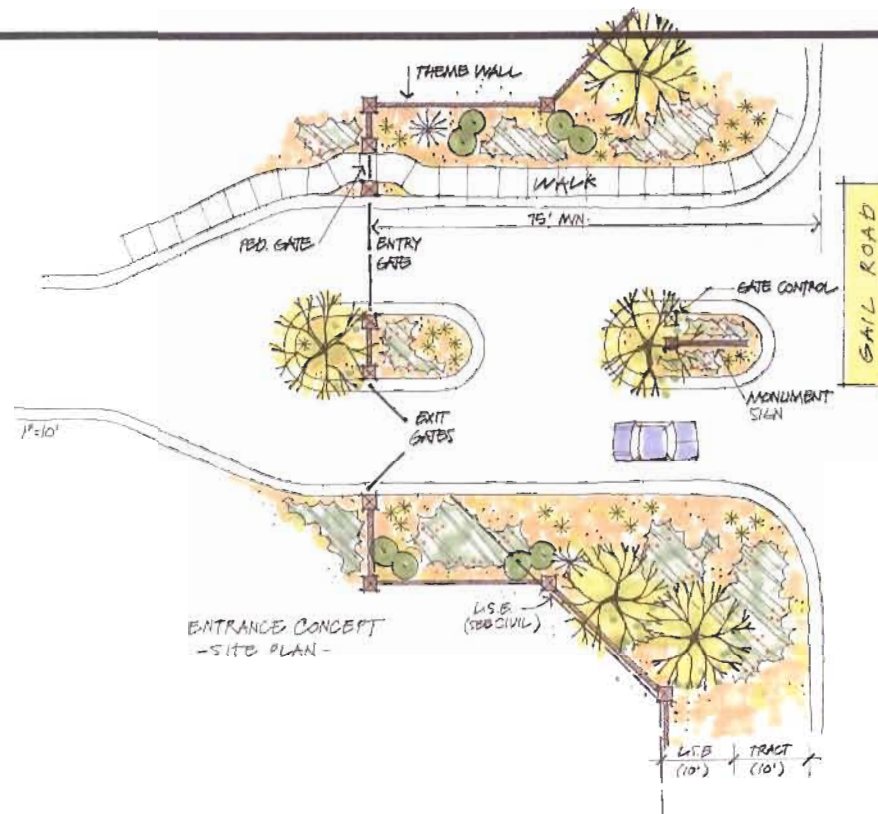 THEME WALL
WALK
75' MIN.
PED. GATE
ENTRY
GATE
GATE CONTROL
GAIL ROAD
MONUMENT
SIGN
EXIT
GATES
1"=10'
L.S.E.
(SEE CIVIL)
ENTRANCE CONCEPT
-SITE PLAN-
L.S.E
(10')
TRACT
(10')